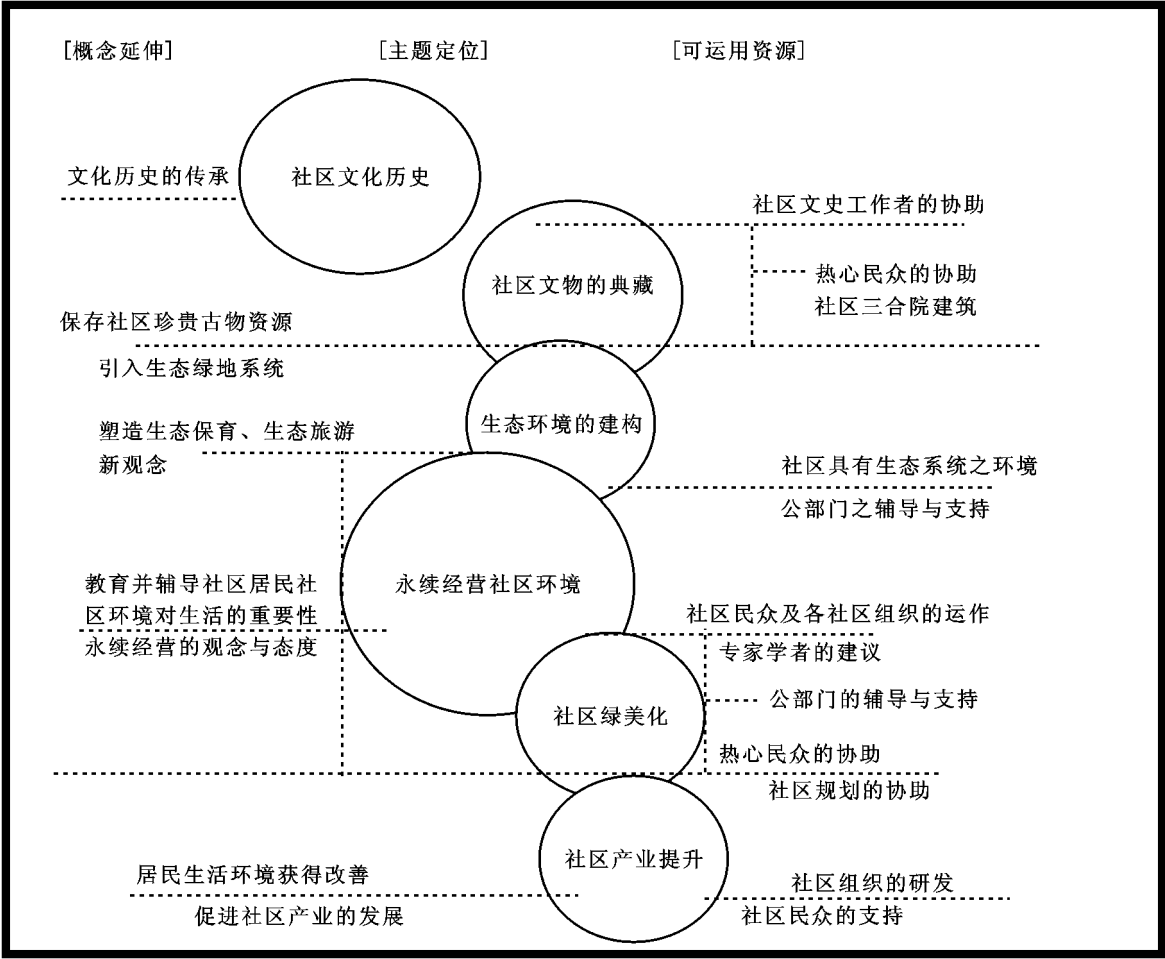 [概念延伸]
[主题定位]
[可运用资源]
文化历史的传承
社区文化历史
社区文史工作者的协助
热心民众的协助
社区文物的典藏
社区三合院建筑
保存社区珍贵古物资源
引入生态绿地系统
生态环境的建构
塑造生态保育、生态旅游
新观念
社区具有生态系统之环境
公部门之辅导与支持
教育并辅导社区居民社
永续经营社区环境
区环境对生活的重要性
社区民众及各社区组织的运作
永续经营的观念与态度
专家学者的建议
公部门的辅导与支持
社区绿美化
热心民众的协助
社区规划的协助
社区产业提升
居民生活环境获得改善
社区组织的研发
促进社区产业的发展
社区民众的支持